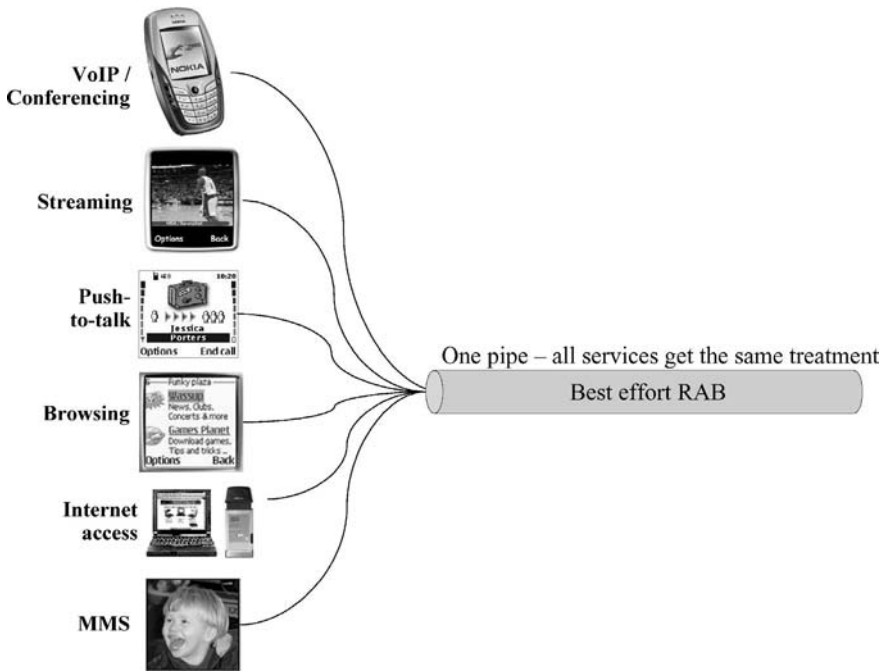 VoIP /
Conferencing
NOKIA
Streaming
Options Back
Push-
to-talk
10:20
Jessica
Porters
Options End call
Browsing
Funky plaza
Wassup
News, Clubs,
Concerts & more
Games Planet
Download games,
Tips and tricks ..
Options Back
Internet
access
MMS
One pipe – all services get the same treatment
Best effort RAB